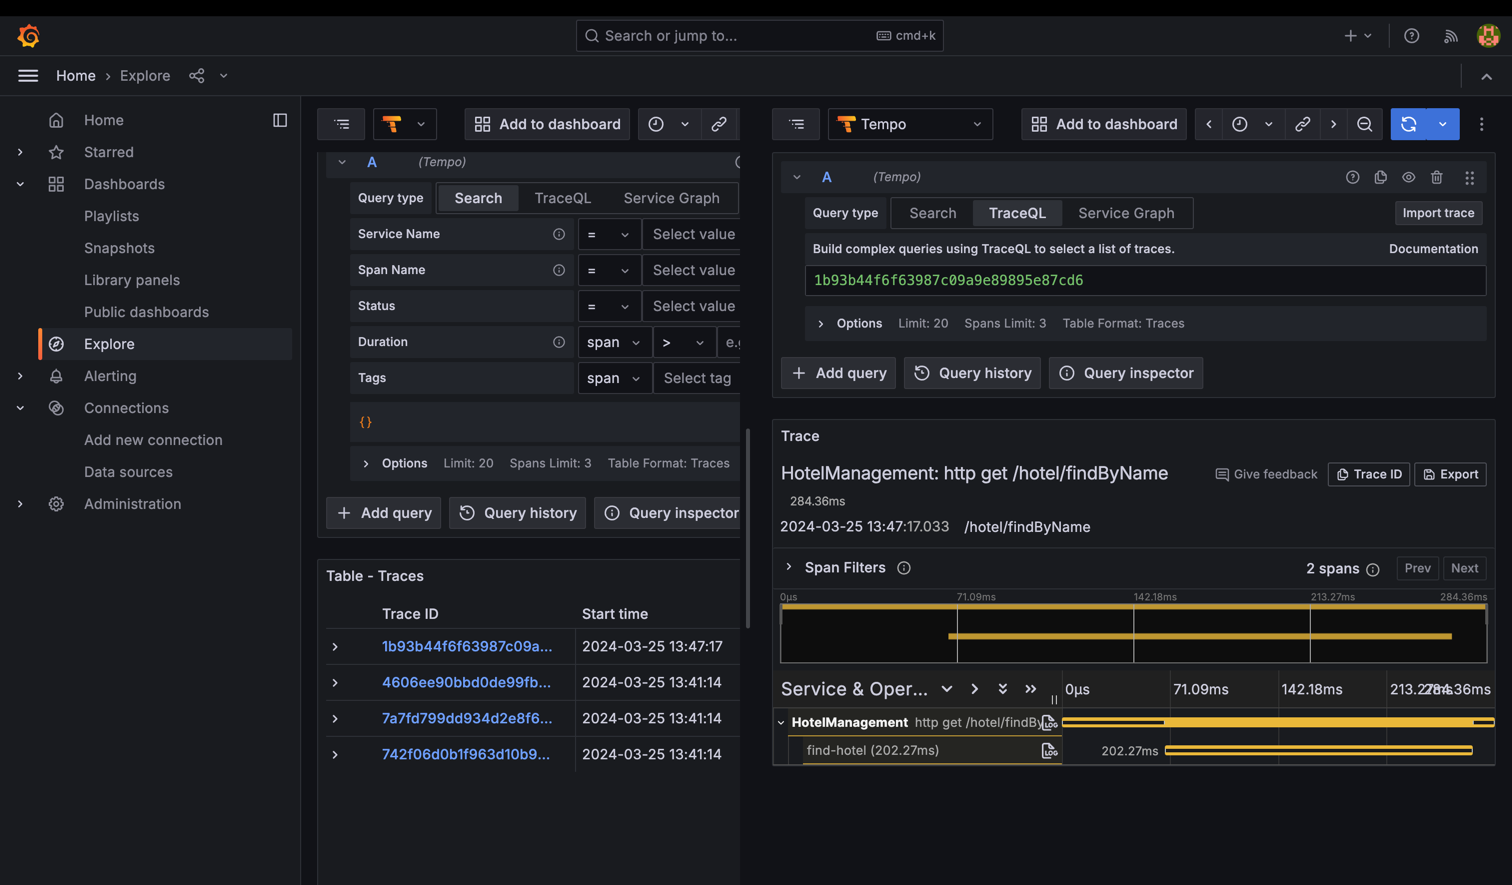 Search or jump to...
cmd+k
Home
Explore
Home
Starred
Dashboards
Playlists
Snapshots
Library panels
Public dashboards
Explore
Alerting
Connections
Add new connection
Data sources
Administration
Add to dashboard
A (Tempo)
Query type Search TraceQL Service Graph
Service Name = Select value
Span Name = Select value
Status = Select value
Duration span >
Tags span Select tag
{}
Options Limit: 20 Spans Limit: 3 Table Format: Traces
+ Add query Query history Query inspector
Table - Traces
Trace ID Start time
1b93b44f6f63987c09a... 2024-03-25 13:47:17
4606ee90bbd0de99fb... 2024-03-25 13:41:14
7a7fd799dd934d2e8f6... 2024-03-25 13:41:14
742f06d0b1f963d10b9... 2024-03-25 13:41:14
Tempo
Add to dashboard
A (Tempo)
Query type Search TraceQL Service Graph Import trace
Build complex queries using TraceQL to select a list of traces. Documentation
1b93b44f6f63987c09a9e89895e87cd6
Options Limit: 20 Spans Limit: 3 Table Format: Traces
+ Add query Query history Query inspector
Trace
HotelManagement: http get /hotel/findByName Give feedback Trace ID Export
284.36ms
2024-03-25 13:47:17.033 /hotel/findByName
Span Filters 2 spans Prev Next
0μs 71.09ms 142.18ms 213.27ms 284.36ms
Service & Oper... 0μs 71.09ms 142.18ms 213.27ms 284.36ms
HotelManagement http get /hotel/findBy
find-hotel (202.27ms) 202.27ms